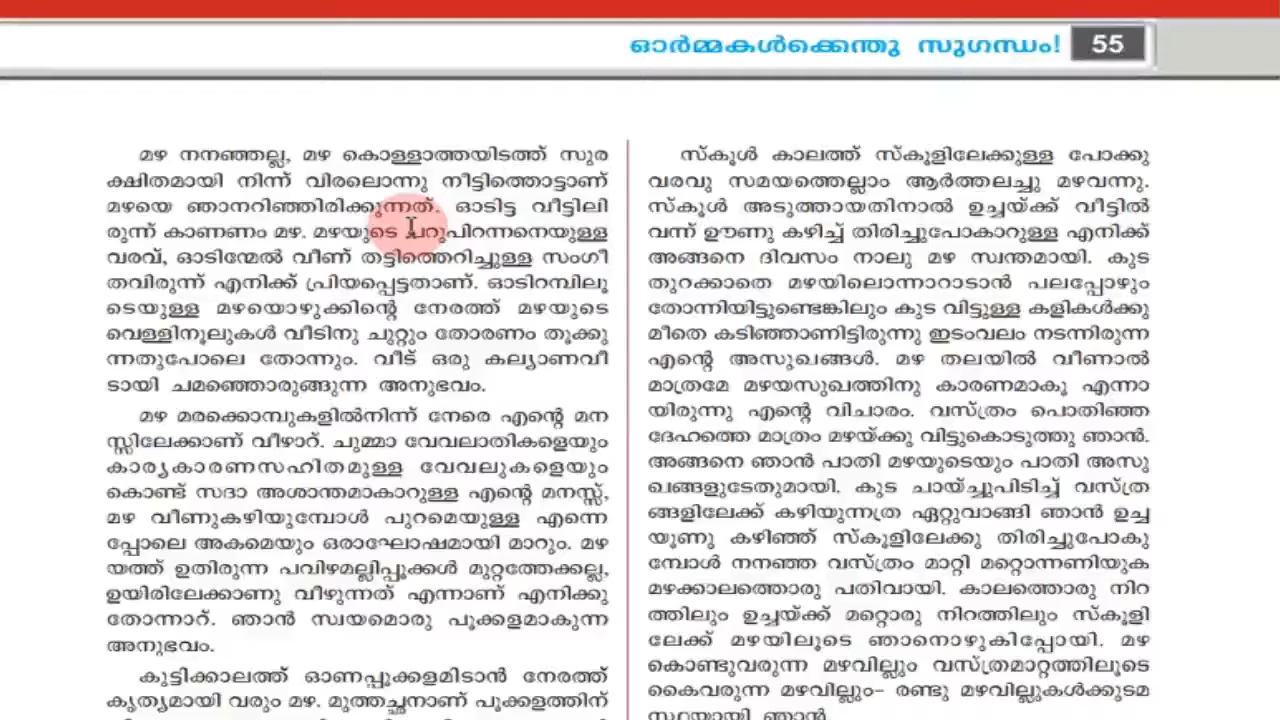 ഓർമ്മകൾക്കെന്തു സുഗന്ധം! 55
മഴ നനഞ്ഞല്ല, മഴ കൊള്ളാത്തയിടത്ത് സുര
ക്ഷിതമായി നിന്ന് വിരലൊന്നു നീട്ടിത്തൊട്ടാണ്
മഴയെ ഞാനറിഞ്ഞിരിക്കുന്നത്. ഓടിട്ട വീട്ടിലി
രുന്ന് കാണണം മഴ. മഴയുടെ ചറുപിറന്നനെയുള്ള
വരവ്, ഓടിന്മേൽ വീണ് തട്ടിത്തെറിച്ചുള്ള സംഗീ
തവിരുന്ന് എനിക്ക് പ്രിയപ്പെട്ടതാണ്. ഓടിറമ്പിലൂ
ടെയുള്ള മഴയൊഴുക്കിന്റെ നേരത്ത് മഴയുടെ
വെള്ളിനൂലുകൾ വീടിനു ചുറ്റും തോരണം തൂക്കു
ന്നതുപോലെ തോന്നും. വീട് ഒരു കല്യാണവീ
ടായി ചമഞ്ഞൊരുങ്ങുന്ന അനുഭവം.
മഴ മരക്കൊമ്പുകളിൽനിന്ന് നേരെ എന്റെ മന
സ്സിലേക്കാണ് വീഴാറ്. ചുമ്മാ വേവലാതികളെയും
കാര്യകാരണസഹിതമുള്ള വേവലുകളെയും
കൊണ്ട് സദാ അശാന്തമാകാറുള്ള എന്റെ മനസ്സ്,
മഴ വീണുകഴിയുമ്പോൾ പുറമെയുള്ള എന്നെ
പ്പോലെ അകമെയും ഒരാഘോഷമായി മാറും. മഴ
യത്ത് ഉതിരുന്ന പവിഴമല്ലിപ്പൂക്കൾ മുറ്റത്തേക്കല്ല,
ഉയിരിലേക്കാണു വീഴുന്നത് എന്നാണ് എനിക്കു
തോന്നാറ്. ഞാൻ സ്വയമൊരു പൂക്കളമാകുന്ന
അനുഭവം.
കുട്ടിക്കാലത്ത് ഓണപ്പൂക്കളമിടാൻ നേരത്ത്
കൃത്യമായി വരും മഴ. മുത്തച്ഛനാണ് പൂക്കളത്തിന്
സ്കൂൾ കാലത്ത് സ്കൂളിലേക്കുള്ള പോക്കു
വരവു സമയത്തെല്ലാം ആർത്തലച്ചു മഴവന്നു.
സ്കൂൾ അടുത്തായതിനാൽ ഉച്ചയ്ക്ക് വീട്ടിൽ
വന്ന് ഊണു കഴിച്ച് തിരിച്ചുപോകാറുള്ള എനിക്ക്
അങ്ങനെ ദിവസം നാലു മഴ സ്വന്തമായി. കുട
തുറക്കാതെ മഴയിലൊന്നാറാടാൻ പലപ്പോഴും
തോന്നിയിട്ടുണ്ടെങ്കിലും കുട വിട്ടുള്ള കളികൾക്കു
മീതെ കടിഞ്ഞാണിട്ടിരുന്നു ഇടംവലം നടന്നിരുന്ന
എന്റെ അസുഖങ്ങൾ. മഴ തലയിൽ വീണാൽ
മാത്രമേ മഴയസുഖത്തിനു കാരണമാകൂ എന്നാ
യിരുന്നു എന്റെ വിചാരം. വസ്ത്രം പൊതിഞ്ഞ
ദേഹത്തെ മാത്രം മഴയ്ക്കു വിട്ടുകൊടുത്തു ഞാൻ.
അങ്ങനെ ഞാൻ പാതി മഴയുടെയും പാതി അസു
ഖങ്ങളുടേതുമായി. കുട ചായ്ച്ചുപിടിച്ച് വസ്ത്ര
ങ്ങളിലേക്ക് കഴിയുന്നത്ര ഏറ്റുവാങ്ങി ഞാൻ ഉച്ച
യൂണു കഴിഞ്ഞ് സ്കൂളിലേക്കു തിരിച്ചുപോകു
മ്പോൾ നനഞ്ഞ വസ്ത്രം മാറ്റി മറ്റൊന്നണിയുക
മഴക്കാലത്തൊരു പതിവായി. കാലത്തൊരു നിറ
ത്തിലും ഉച്ചയ്ക്ക് മറ്റൊരു നിറത്തിലും സ്കൂളി
ലേക്ക് മഴയിലൂടെ ഞാനൊഴുകിപ്പോയി. മഴ
കൊണ്ടുവരുന്ന മഴവില്ലും വസ്ത്രമാറ്റത്തിലൂടെ
കൈവരുന്ന മഴവില്ലും- രണ്ടു മഴവില്ലുകൾക്കുടമ
സ്ഥയായി ഞാൻ.